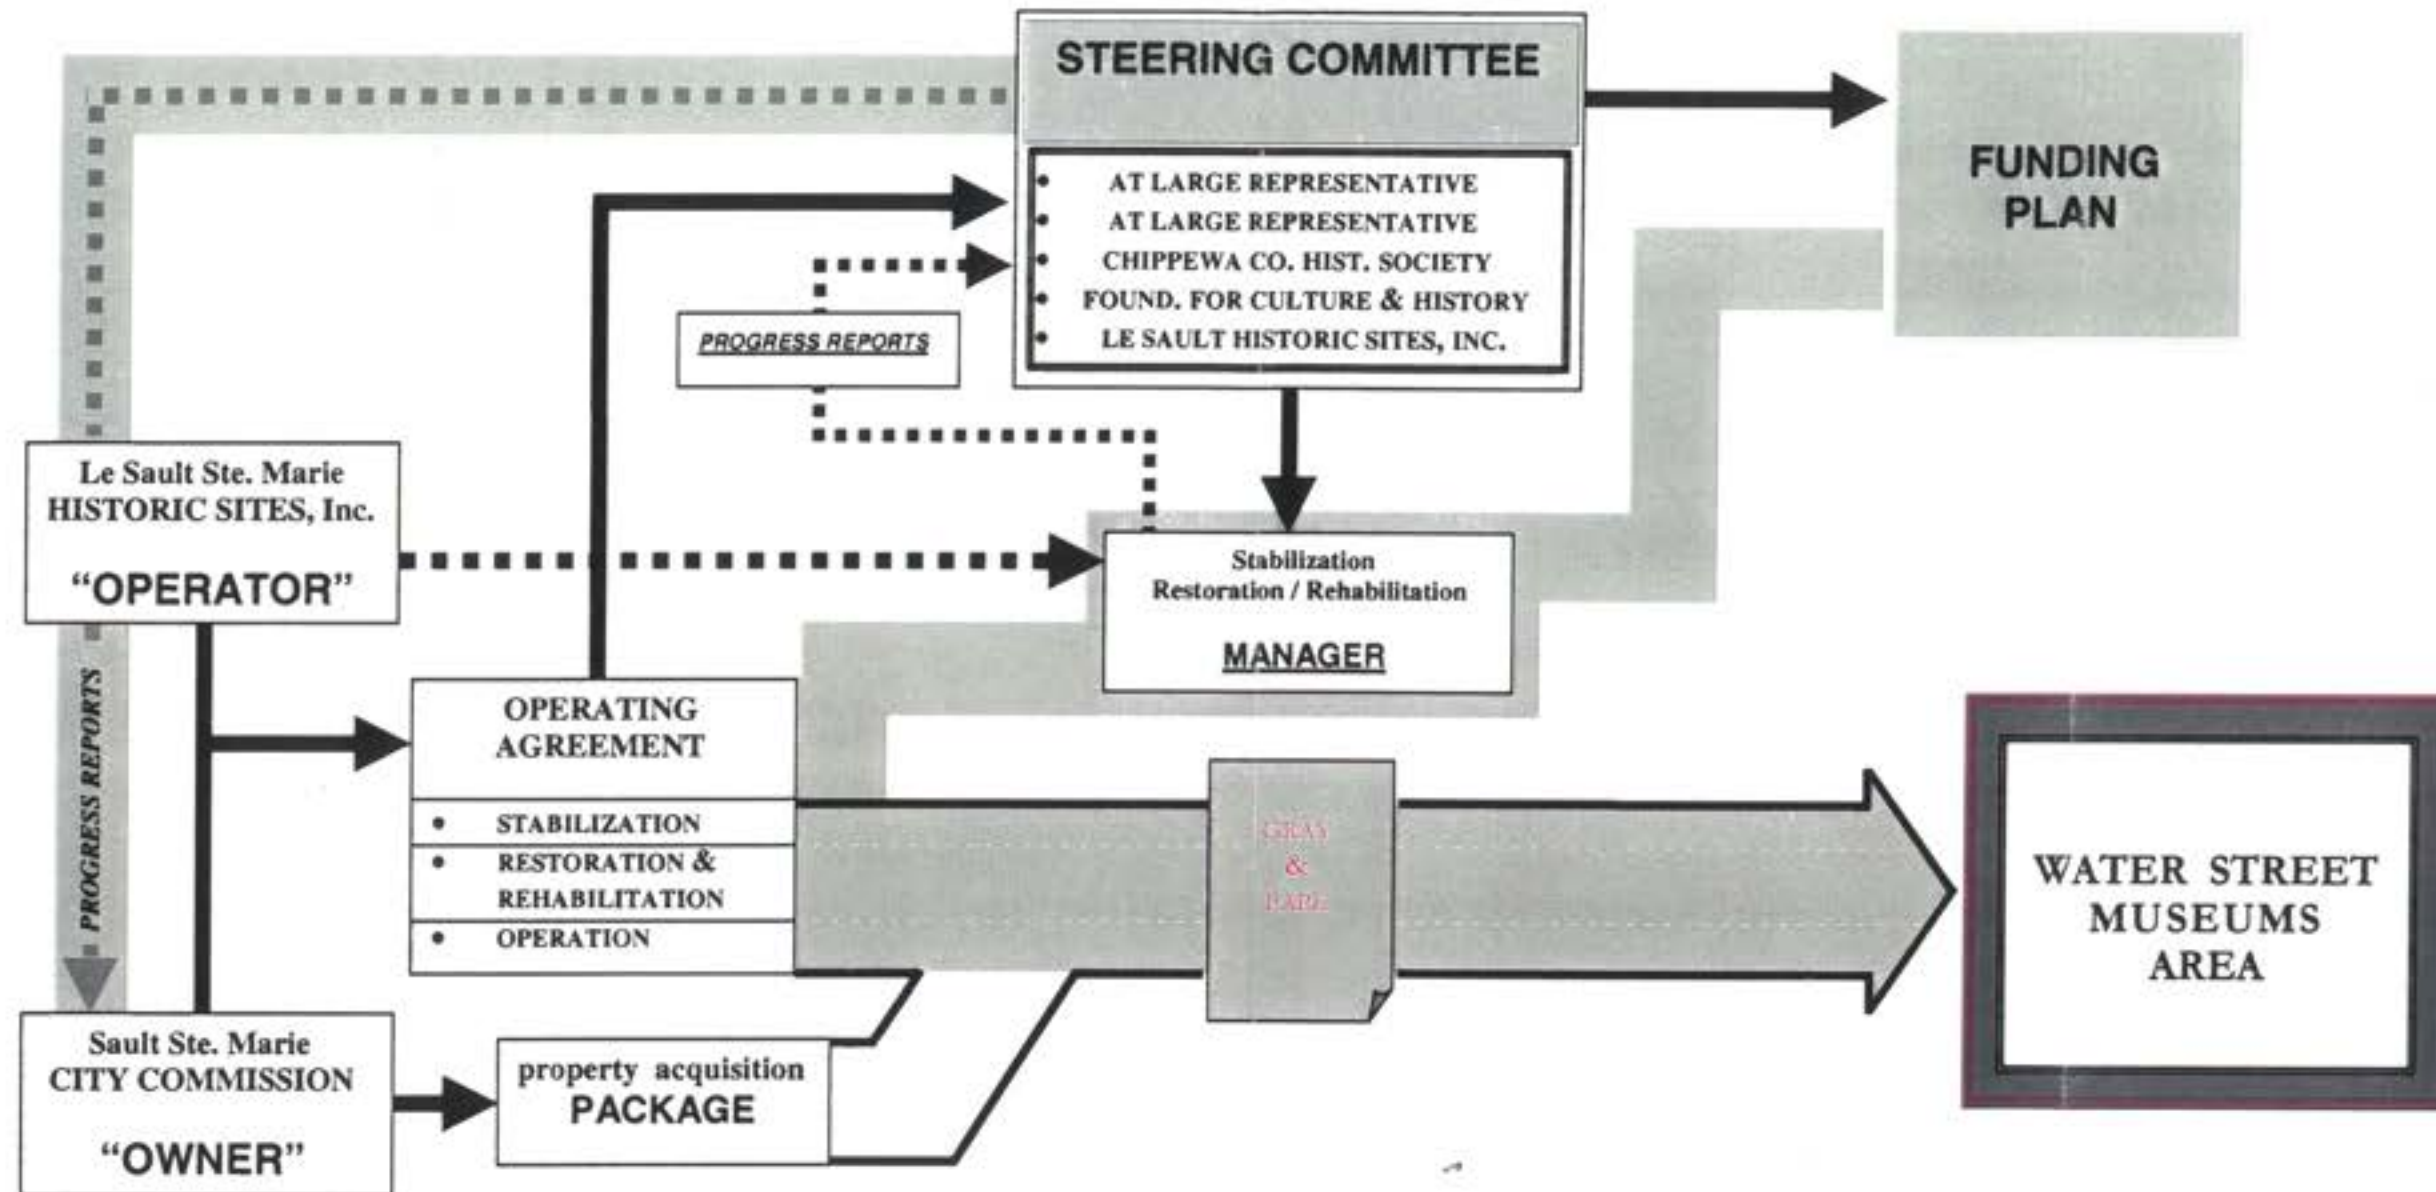 STEERING COMMITTEE
• AT LARGE REPRESENTATIVE
• AT LARGE REPRESENTATIVE
• CHIPPEWA CO. HIST. SOCIETY
• FOUND. FOR CULTURE & HISTORY
• LE SAULT HISTORIC SITES, INC.
FUNDING
PLAN
PROGRESS REPORTS
Le Sault Ste. Marie
HISTORIC SITES, Inc.
“OPERATOR”
Stabilization
Restoration / Rehabilitation
MANAGER
PROGRESS REPORTS
OPERATING
AGREEMENT
• STABILIZATION
• RESTORATION &
REHABILITATION
• OPERATION
GRAY
&
WATER STREET
MUSEUMS
AREA
Sault Ste. Marie
CITY COMMISSION
“OWNER”
property acquisition
PACKAGE